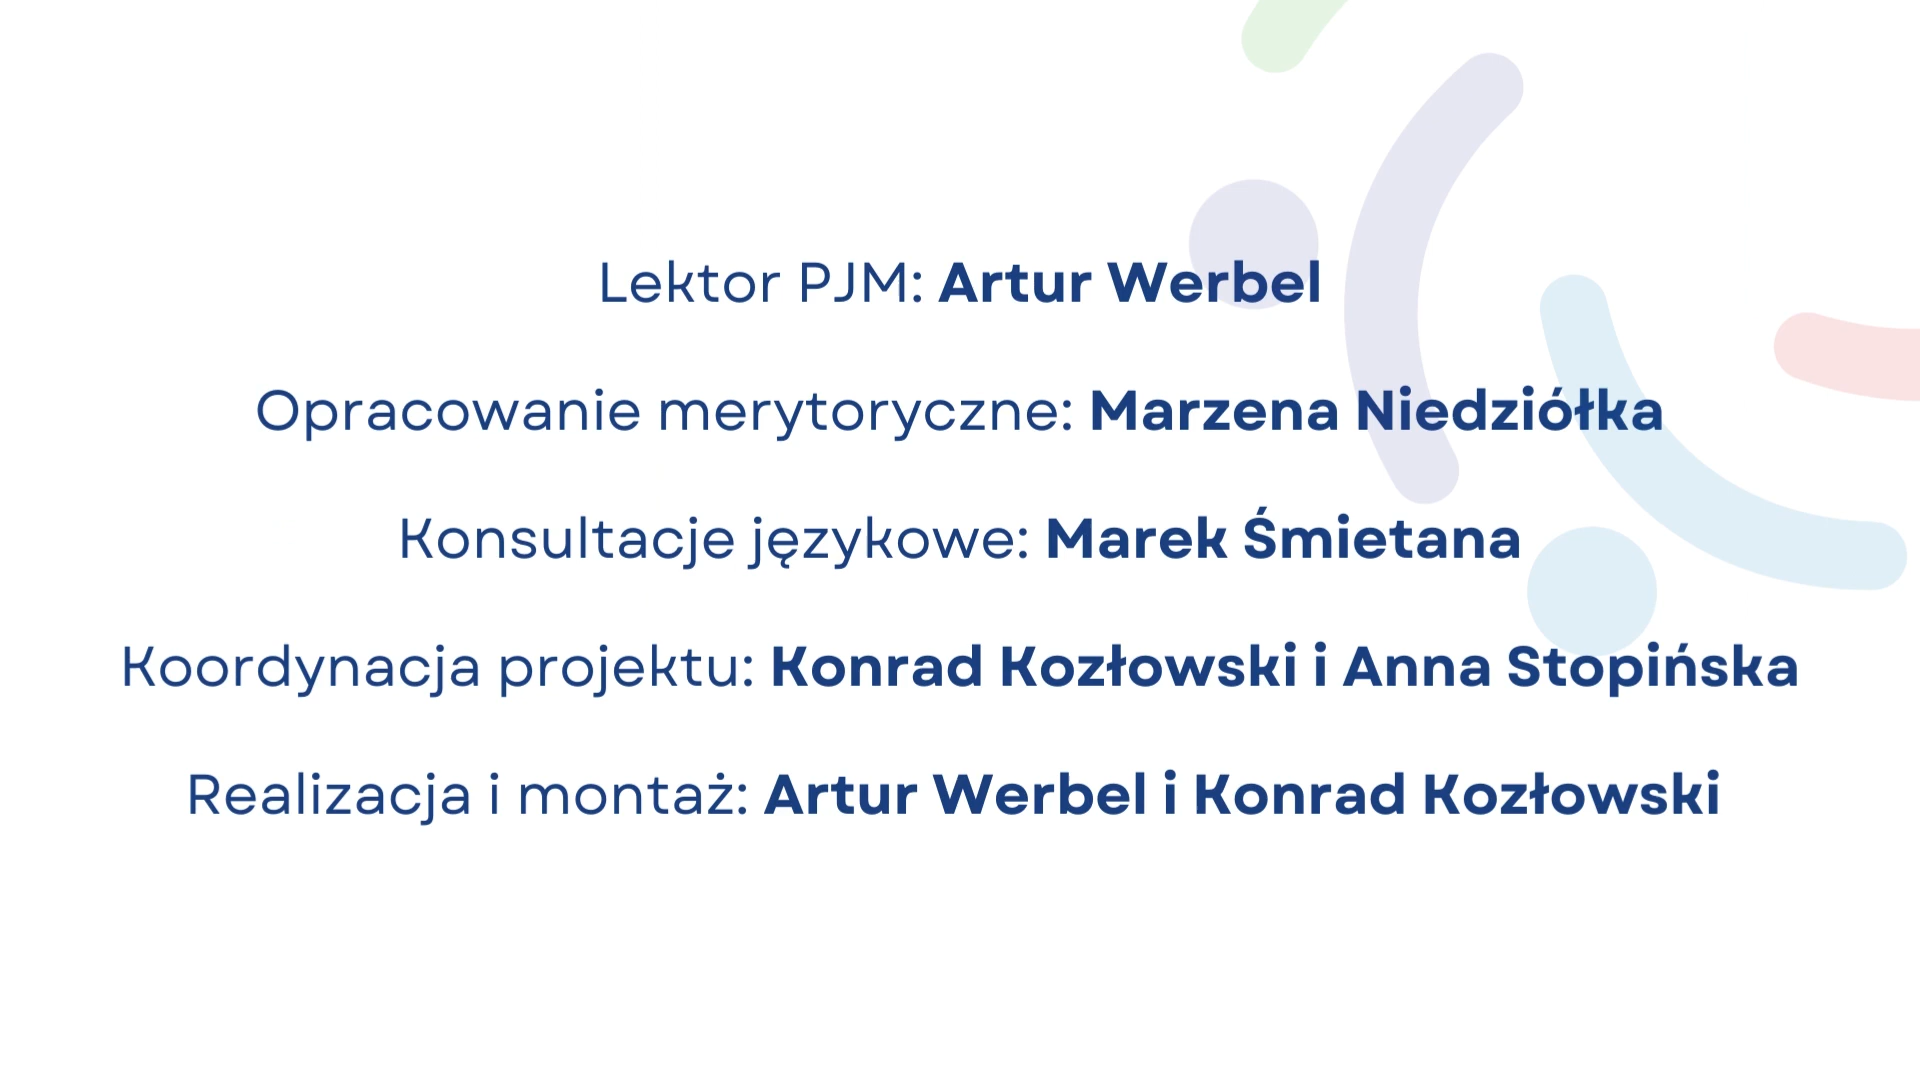 Lektor PJM: Artur Werbel
Opracowanie merytoryczne: Marzena Niedziółka
Konsultacje językowe: Marek Śmietana
Koordynacja projektu: Konrad Kozłowski i Anna Stopińska
Realizacja i montaż: Artur Werbel i Konrad Kozłowski